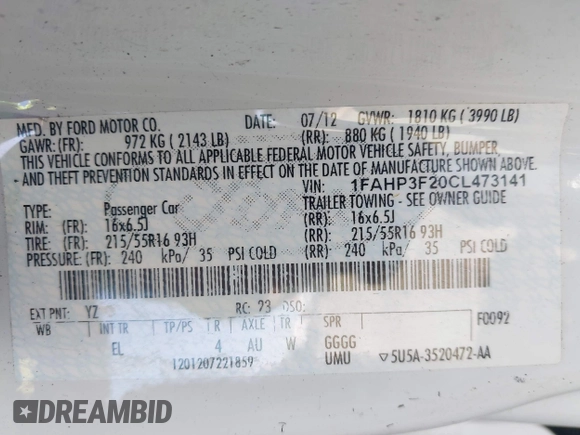 MFD. BY FORD MOTOR CO. DATE: 07/12 GVWR: 1810 KG ( 3990 LB)
GAWR: (FR): 972 KG ( 2143 LB) (RR): 880 KG ( 1940 LB)
THIS VEHICLE CONFORMS TO ALL APPLICABLE FEDERAL MOTOR VEHICLE SAFETY, BUMPER
AND THEFT PREVENTION STANDARDS IN EFFECT ON THE DATE OF MANUFACTURE SHOWN ABOVE.
VIN: 1FAHP3F20CL473141
TYPE: Passenger Car TRAILER TOWING - SEE OWNER GUIDE
RIM: (FR): 16x6.5J (RR): 16x6.5J
TIRE: (FR): 215/55R16 93H (RR): 215/55R16 93H
PRESSURE: (FR): 240 kPa/ 35 PSI COLD (RR): 240 kPa/ 35 PSI COLD
EXT PNT: YZ RC: 23 DSO: F0092
WB INT TR TP/PS R AXLE TR SPR
EL 4 AU W GGGG
1201207221859 UMU 5U5A-3520472-AA
DREAMBID